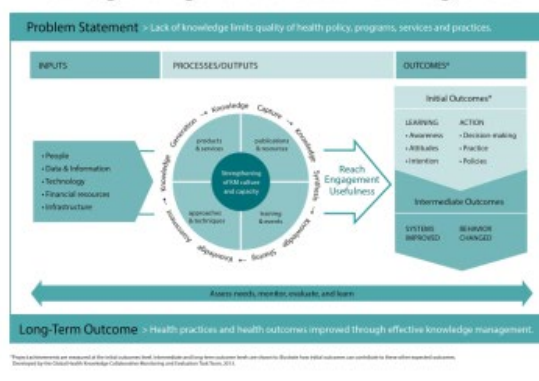 Problem Statement > Lack of knowledge limits quality of health policy, programs, services and practices.
INPUTS
PROCESSES/OUTPUTS
OUTCOMES*
• People
• Data & Information
• Technology
• Financial resources
• Infrastructure
Knowledge Assessment → Knowledge Generation → Knowledge Capture → Knowledge Synthesis → Knowledge Sharing
products
& services
publications
& resources
Strengthening
of KM culture
and capacity
approaches
& techniques
training
& events
Reach
Engagement
Usefulness
Initial Outcomes*
LEARNING
• Awareness
• Attitudes
• Intention
ACTION
• Decision-making
• Practice
• Policies
Intermediate Outcomes
SYSTEMS
IMPROVED
BEHAVIOR
CHANGED
Assess needs, monitor, evaluate, and learn
Long-Term Outcome > Health practices and health outcomes improved through effective knowledge management.